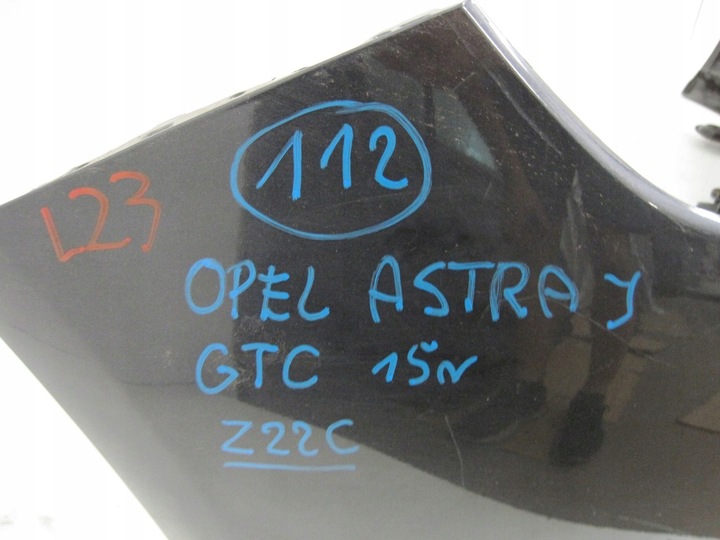 112
L23
OPEL ASTRA J
GTC 15r
Z22C